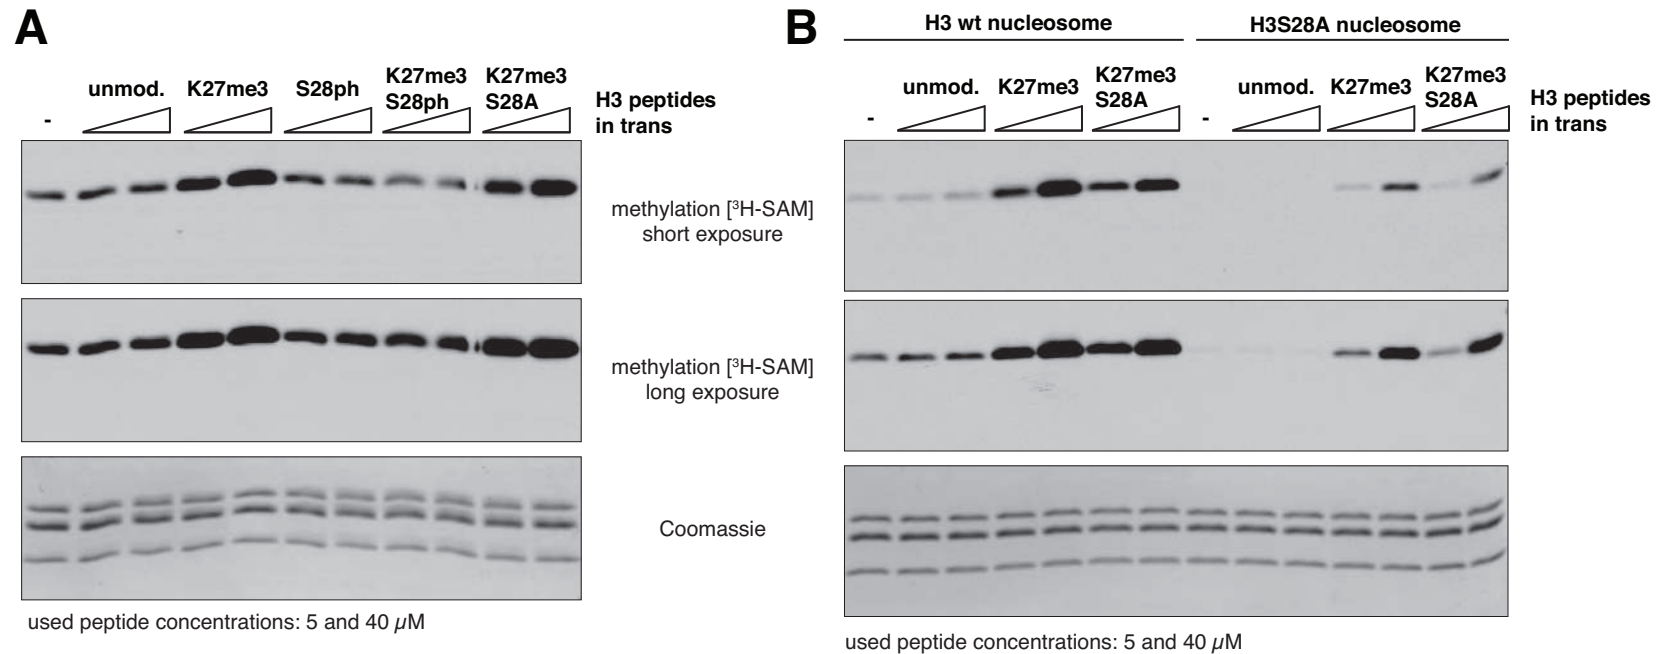 A
-
unmod.
K27me3
S28ph
K27me3
S28ph
K27me3
S28A
H3 peptides
in trans
methylation [³H-SAM]
short exposure
methylation [³H-SAM]
long exposure
Coomassie
used peptide concentrations: 5 and 40 µM
B
H3 wt nucleosome
H3S28A nucleosome
-
unmod.
K27me3
K27me3
S28A
-
unmod.
K27me3
K27me3
S28A
H3 peptides
in trans
used peptide concentrations: 5 and 40 µM